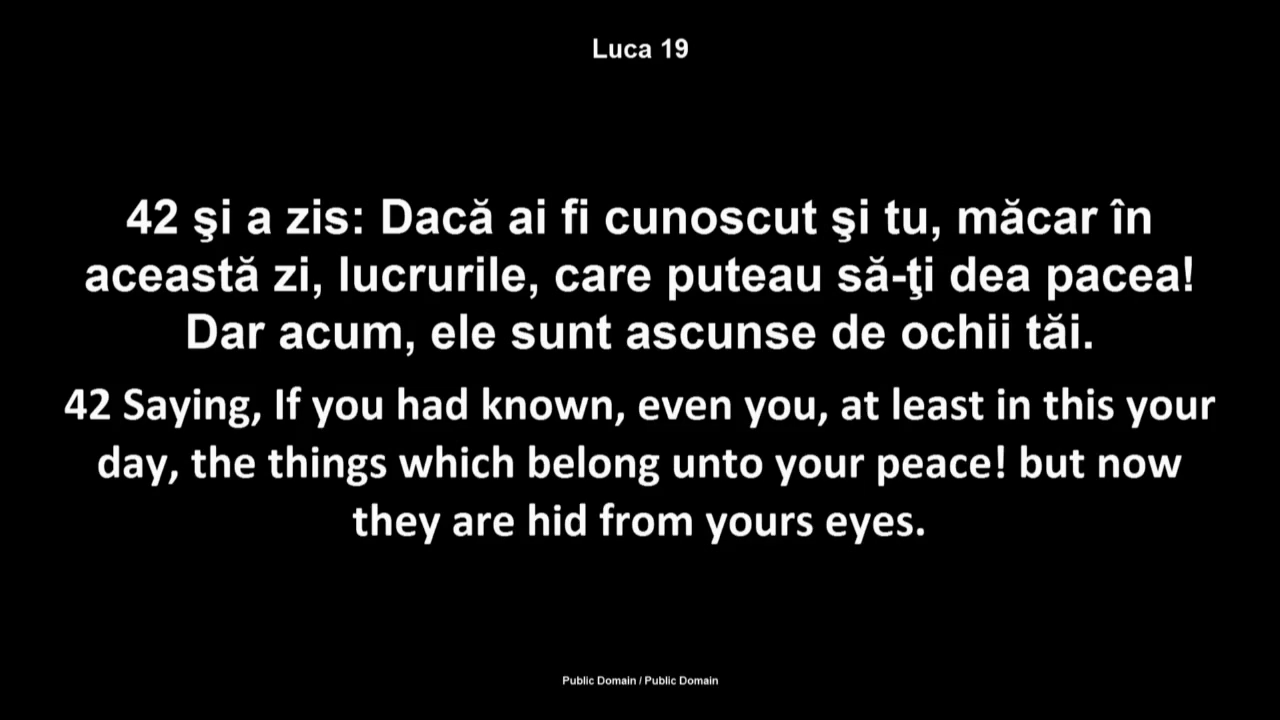 Luca 19
42 şi a zis: Dacă ai fi cunoscut şi tu, măcar în
această zi, lucrurile, care puteau să-ţi dea pacea!
Dar acum, ele sunt ascunse de ochii tăi.
42 Saying, If you had known, even you, at least in this your
day, the things which belong unto your peace! but now
they are hid from yours eyes.
Public Domain / Public Domain